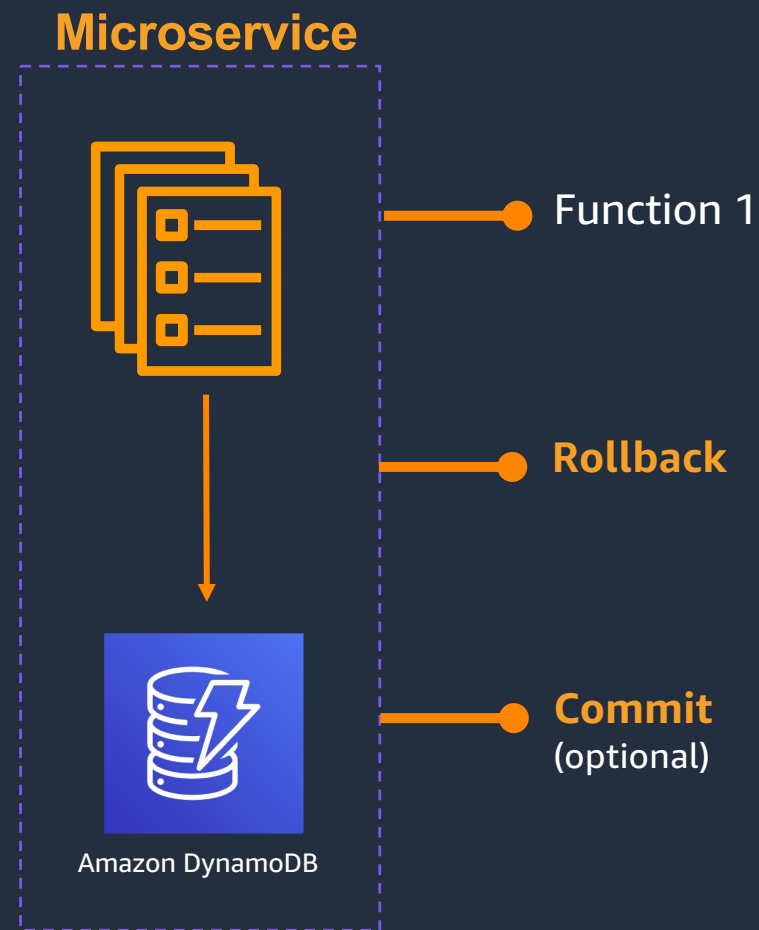 Microservice
Function 1
Rollback
Commit
(optional)
Amazon DynamoDB